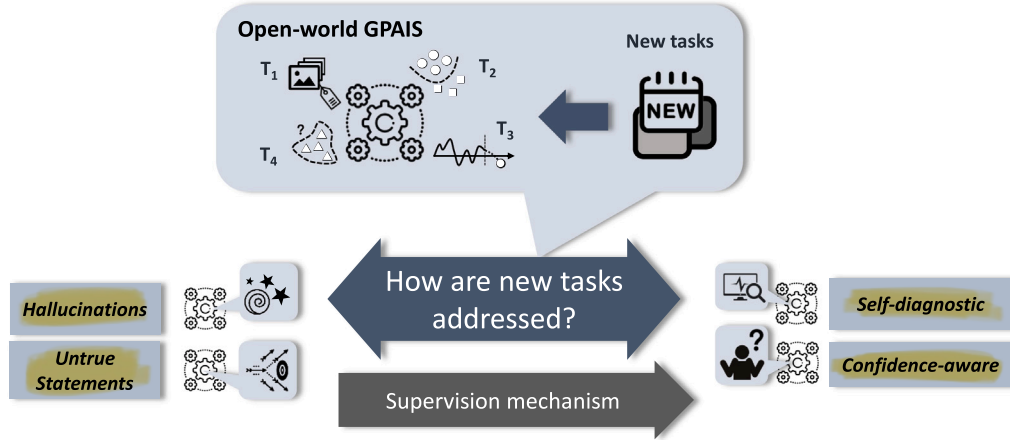 Open-world GPAIS
New tasks
T1
T2
NEW
T3
?
T4
How are new tasks
addressed?
Hallucinations
Self-diagnostic
?
Untrue
Statements
Confidence-aware
Supervision mechanism